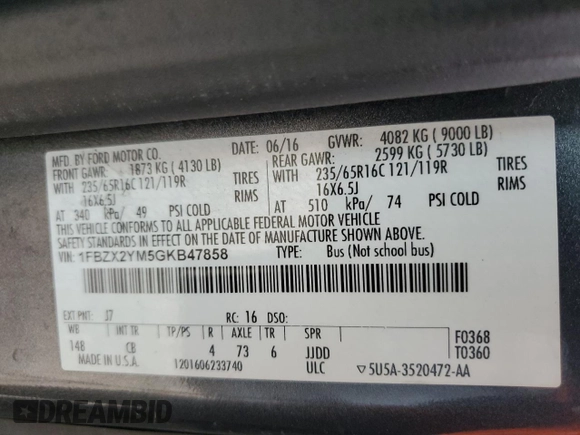 MFD. BY FORD MOTOR CO.
06/16 GVWR: 4082 KG ( 9000 LB)
FRONT GAWR: 1873 KG ( 4130 LB) REAR GAWR: 2599 KG ( 5730 LB)
WITH 235/65R16C 121/119R TIRES WITH 235/65R16C 121/119R TIRES
16X6.5J RIMS 16X6.5J RIMS
AT 340 kPa/ 49 PSI COLD AT 510 kPa/ 74 PSI COLD
THIS VEHICLE CONFORMS TO ALL APPLICABLE FEDERAL MOTOR VEHICLE
SAFETY STANDARDS IN EFFECT ON THE DATE OF MANUFACTURE SHOWN ABOVE.
VIN: 1FBZX2YM5GKB47858 TYPE: Bus (Not school bus)
EXT PNT: J7 RC: 16 DSO:
WB INT TR TP/PS R AXLE TR SPR F0368
148 CB 4 73 6 JJDD T0360
MADE IN U.S.A. 1201606233740 ULC ▽5U5A-3520472-AA
DREAMBID